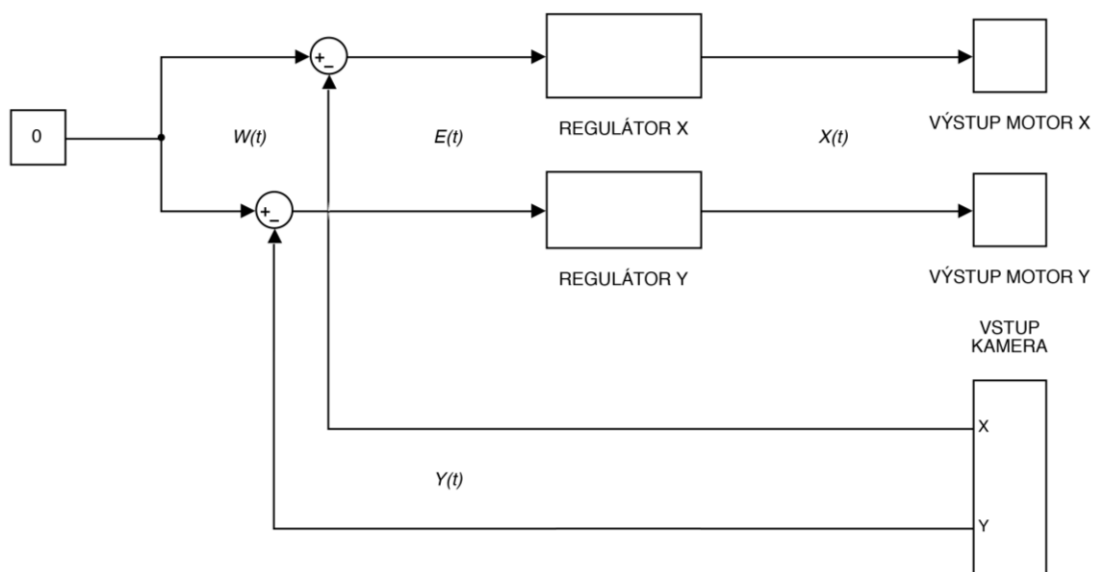 +
−
0
W(t)
E(t)
REGULÁTOR X
X(t)
VÝSTUP MOTOR X
+
−
REGULÁTOR Y
VÝSTUP MOTOR Y
VSTUP
KAMERA
X
Y(t)
Y